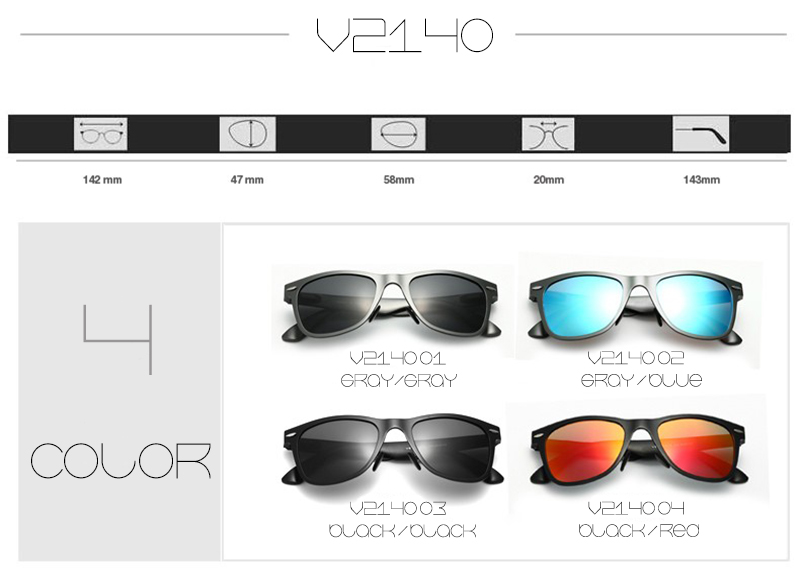 V2140
142 mm 47 mm 58mm 20mm 143mm
4
COLOR
V2140 01 V2140 02
GRAY/GRAY GRAY/BLUE
V2140 03 V2140 04
BLACK/BLACK BLACK/RED